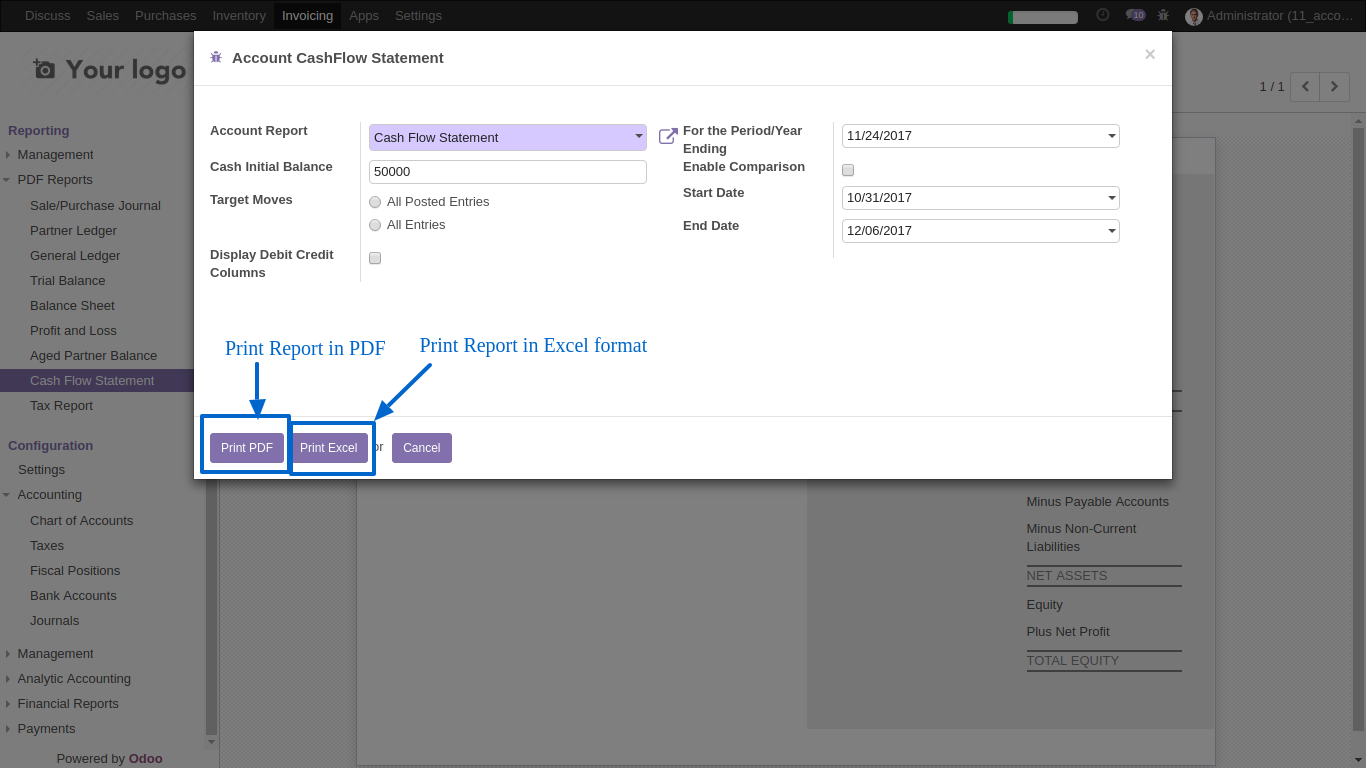 Discuss Sales Purchases Inventory Invoicing Apps Settings 10 Administrator (11_acco...
Your logo
1 / 1
Reporting
Management
PDF Reports
Sale/Purchase Journal
Partner Ledger
General Ledger
Trial Balance
Balance Sheet
Profit and Loss
Aged Partner Balance
Cash Flow Statement
Tax Report
Configuration
Settings
Accounting
Chart of Accounts
Taxes
Fiscal Positions
Bank Accounts
Journals
Management
Analytic Accounting
Financial Reports
Payments
Powered by Odoo
Account CashFlow Statement ×
Account Report Cash Flow Statement
Cash Initial Balance 50000
Target Moves All Posted Entries
All Entries
Display Debit Credit
Columns
For the Period/Year 11/24/2017
Ending
Enable Comparison
Start Date 10/31/2017
End Date 12/06/2017
Print Report in PDF
Print Report in Excel format
Print PDF Print Excel or Cancel
Minus Payable Accounts
Minus Non-Current
Liabilities
NET ASSETS
Equity
Plus Net Profit
TOTAL EQUITY